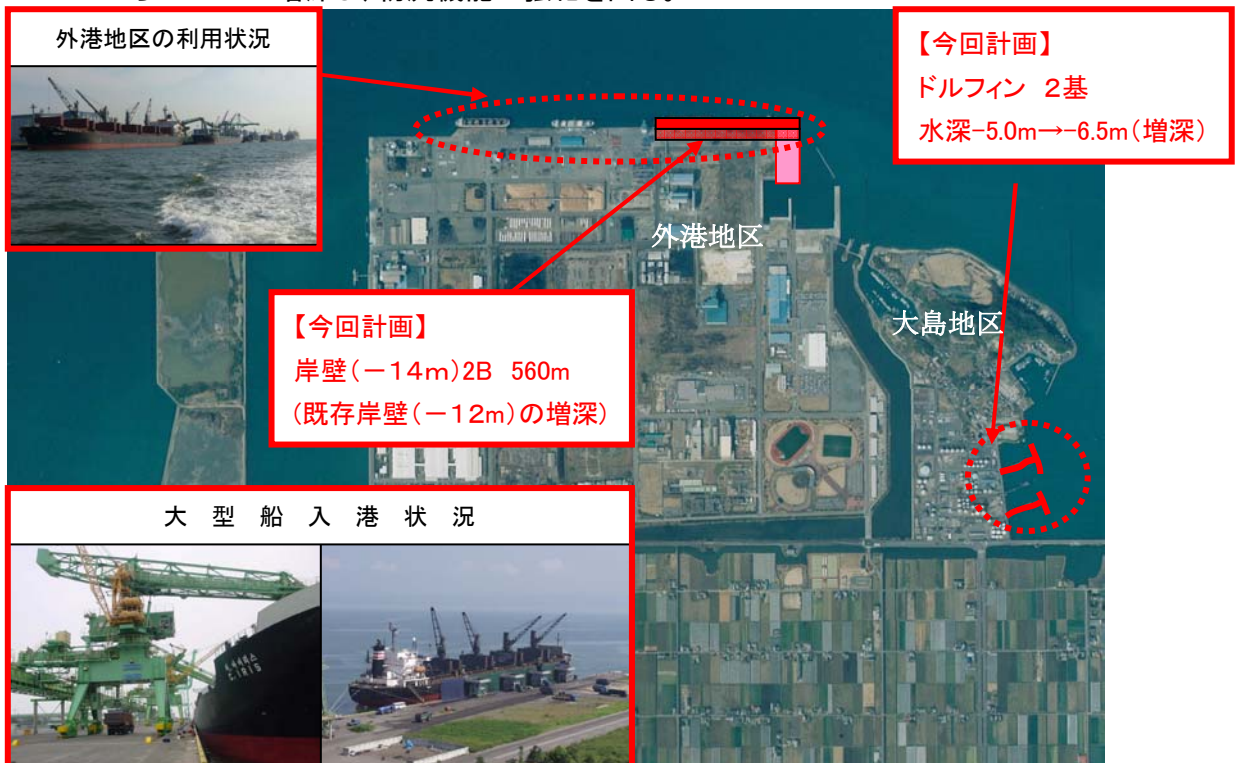 外港地区の利用状況
【今回計画】
ドルフィン 2基
水深-5.0m→-6.5m(増深)
外港地区
大島地区
【今回計画】
岸壁(－14m)2B 560m
(既存岸壁(－12m)の増深)
大型船入港状況
IRIS